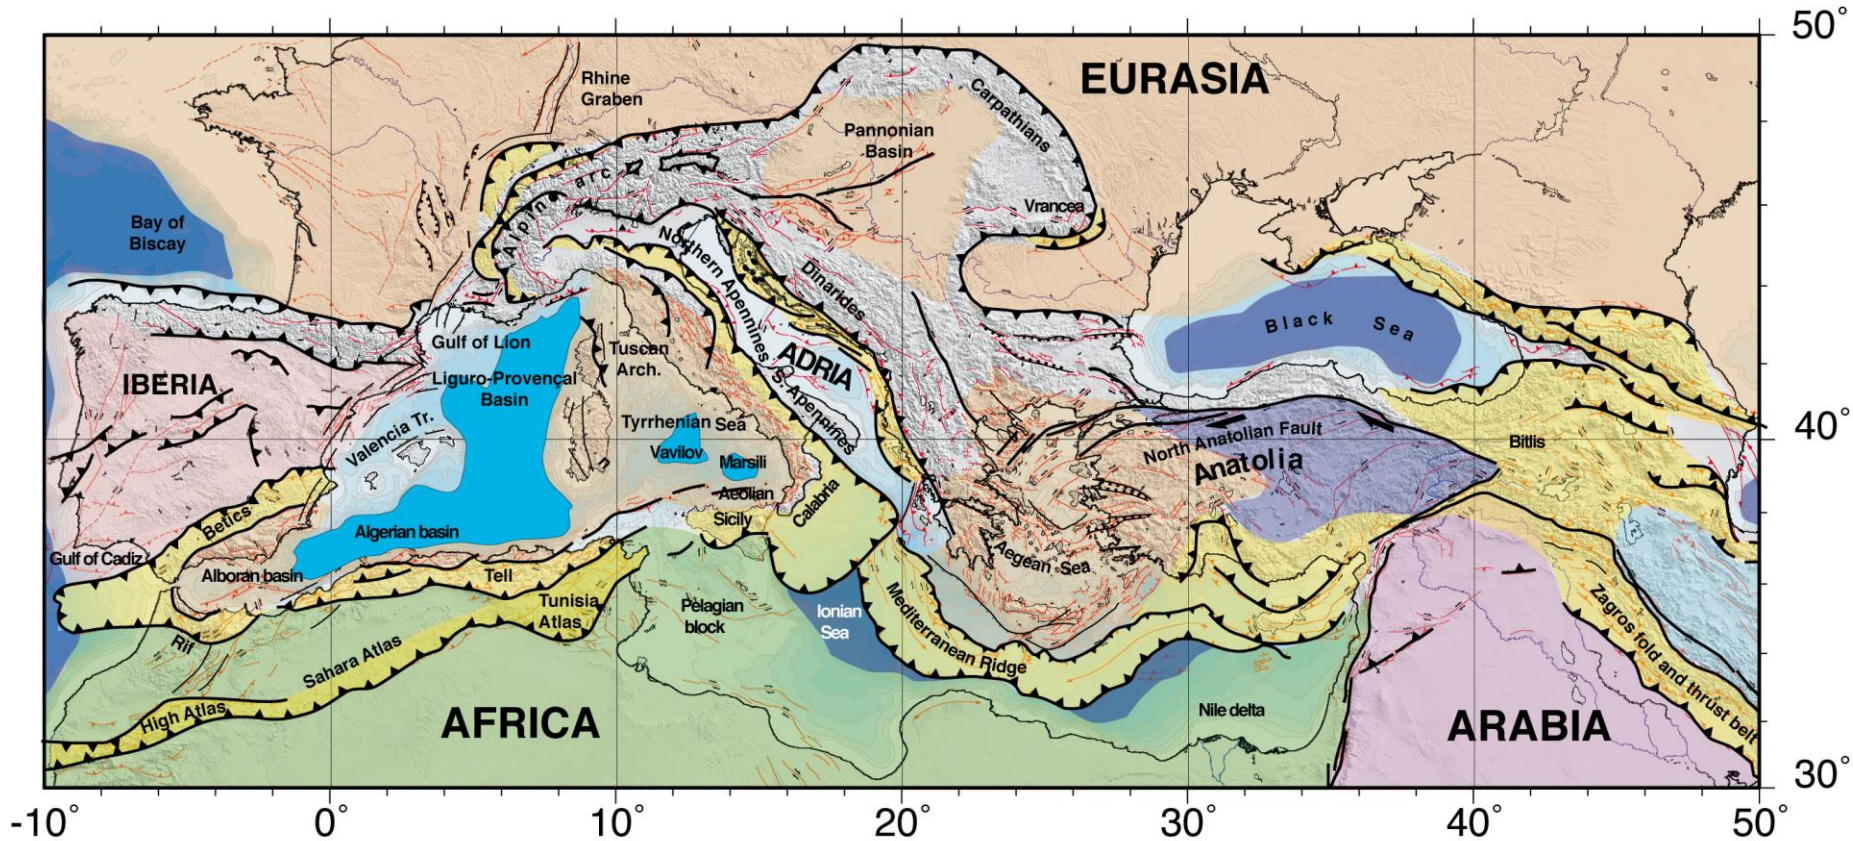 50°
EURASIA
Rhine
Graben
Carpathians
Pannonian
Basin
Alpine arc
Vrancea
Bay of
Biscay
Northern Apennines
Dinarides
Black Sea
Gulf of Lion
Tuscan
Arch.
ADRIA
IBERIA
Liguro-Provençal
Basin
S. Apennines
Valencia Tr.
Tyrrhenian Sea
Vavilov
Marsili
40°
North Anatolian Fault
Anatolia
Bitlis
Aeolian
Calabria
Sicily
Betics
Algerian basin
Gulf of Cadiz
Alboran basin
Tell
Aegean Sea
Tunisia
Atlas
Pelagian
block
Ionian
Sea
Mediterranean Ridge
Zagros fold and thrust belt
Rif
Sahara Atlas
High Atlas
AFRICA
Nile delta
ARABIA
30°
-10° 0° 10° 20° 30° 40° 50°